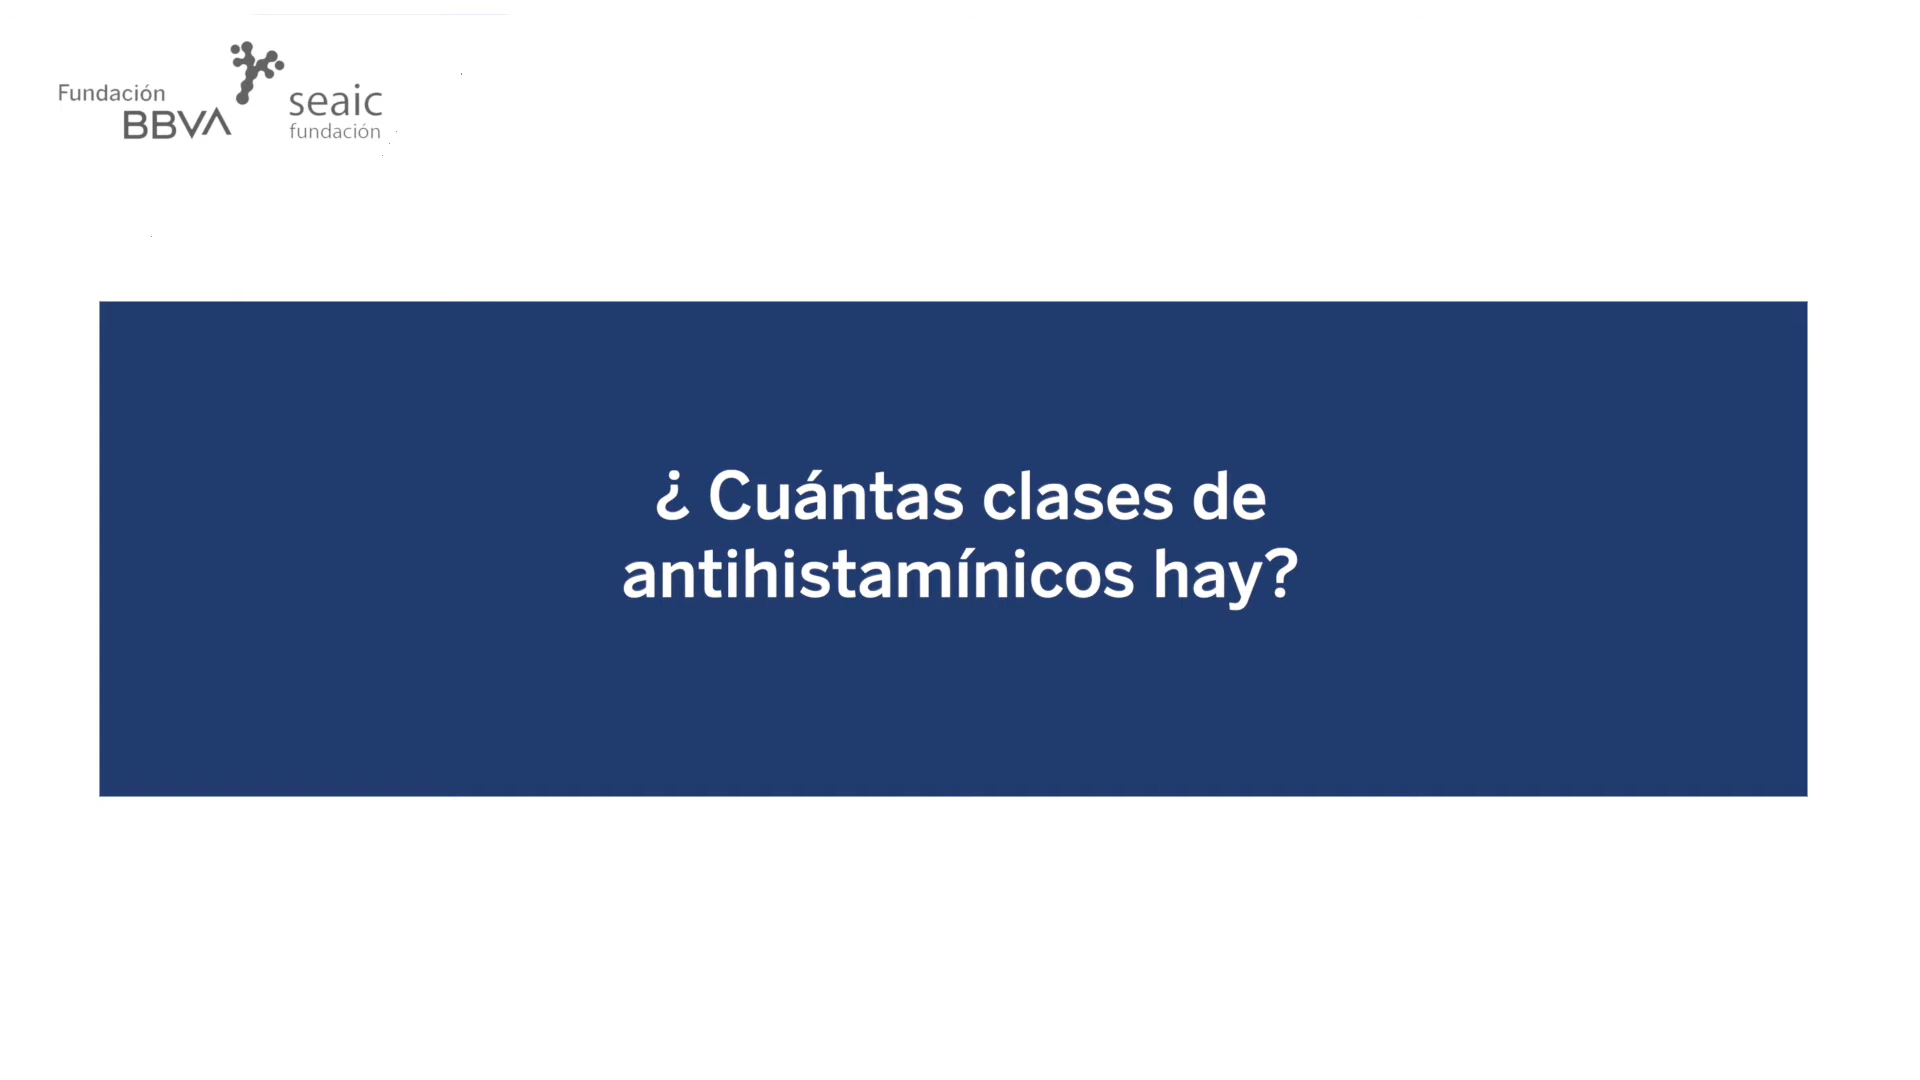 Fundación
BBVA
seaic
fundación
¿ Cuántas clases de
antihistamínicos hay?